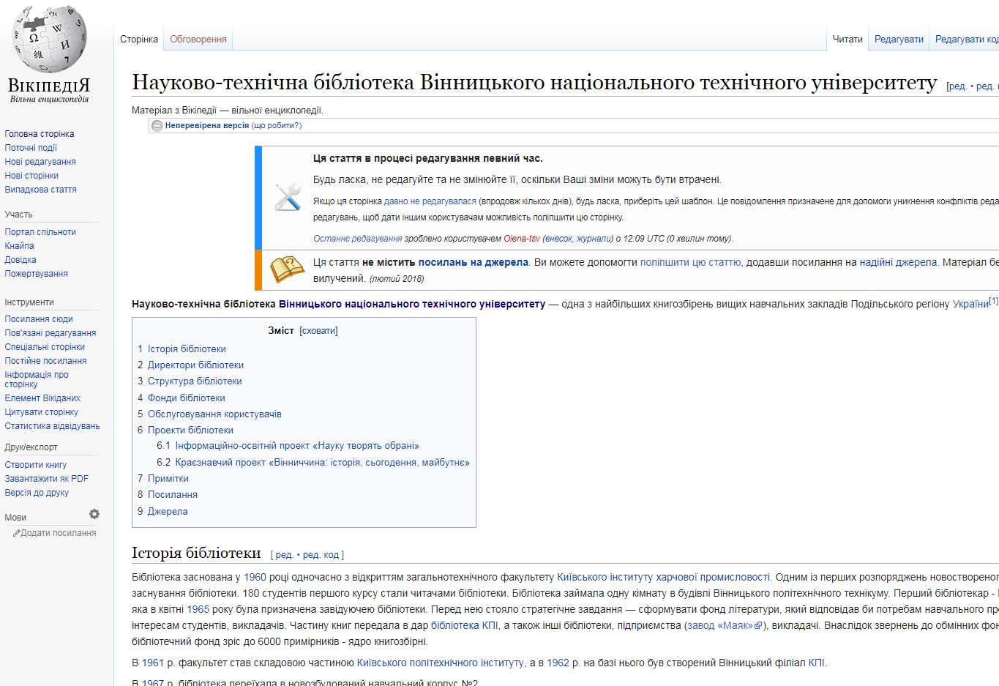 ВікіпедіЯ
Вільна енциклопедія
Головна сторінка
Поточні події
Нові редагування
Нові сторінки
Випадкова стаття
Участь
Портал спільноти
Кнайпа
Довідка
Пожертвування
Інструменти
Посилання сюди
Пов'язані редагування
Спеціальні сторінки
Постійне посилання
Інформація про
сторінку
Елемент Вікіданих
Цитувати сторінку
Статистика відвідувань
Друк/експорт
Створити книгу
Завантажити як PDF
Версія до друку
Мови
Додати посилання
Сторінка Обговорення Читати Редагувати Редагувати код
Науково-технічна бібліотека Вінницького національного технічного університету [ред. • ред.
Матеріал з Вікіпедії — вільної енциклопедії.
Неперевірена версія (що робити?)
Ця стаття в процесі редагування певний час.
Будь ласка, не редагуйте та не змінюйте її, оскільки Ваші зміни можуть бути втрачені.
Якщо ця сторінка давно не редагувалася (впродовж кількох днів), будь ласка, приберіть цей шаблон. Це повідомлення призначене для допомоги уникнення конфліктів реда
редагувань, щоб дати іншим користувачам можливість поліпшити цю сторінку.
Останнє редагування зроблено користувачем Olena-tsv (внесок, журнали) о 12:09 UTC (0 хвилин тому).
Ця стаття не містить посилань на джерела. Ви можете допомогти поліпшити цю статтю, додавши посилання на надійні джерела. Матеріал бе
вилучений. (лютий 2018)
Науково-технічна бібліотека Вінницького національного технічного університету — одна з найбільших книгозбірень вищих навчальних закладів Подільського регіону України[1]
Зміст [сховати]
1 Історія бібліотеки
2 Директори бібліотеки
3 Структура бібліотеки
4 Фонди бібліотеки
5 Обслуговування користувачів
6 Проекти бібліотеки
6.1 Інформаційно-освітній проект «Науку творять обрані»
6.2 Краєзнавчий проект «Вінниччина: історія, сьогодення, майбутнє»
7 Примітки
8 Посилання
9 Джерела
Історія бібліотеки [ ред. • ред. код ]
Бібліотека заснована у 1960 році одночасно з відкриттям загальнотехнічного факультету Київського інституту харчової промисловості. Одним із перших розпоряджень новоствореног
заснування бібліотеки. 180 студентів першого курсу стали читачами бібліотеки. Бібліотека займала одну кімнату в будівлі Вінницького політехнічного технікуму. Перший бібліотекар -
яка в квітні 1965 року була призначена завідуючею бібліотеки. Перед нею стояло стратегічне завдання — сформувати фонд літератури, який відповідав би потребам навчального пр
інтересам студентів, викладачів. Частину книг передала в дар бібліотека КПІ, а також інші бібліотеки, підприємства (завод «Маяк»), викладачі. Внаслідок звернень до обмінних фон
бібліотечний фонд зріс до 6000 примірників - ядро книгозбірні.
В 1961 р. факультет став складовою частиною Київського політехнічного інституту, а в 1962 р. на базі нього був створений Вінницький філіал КПІ.
В 1967 р. бібліотека переїхала в новозбудований навчальний корпус №2.